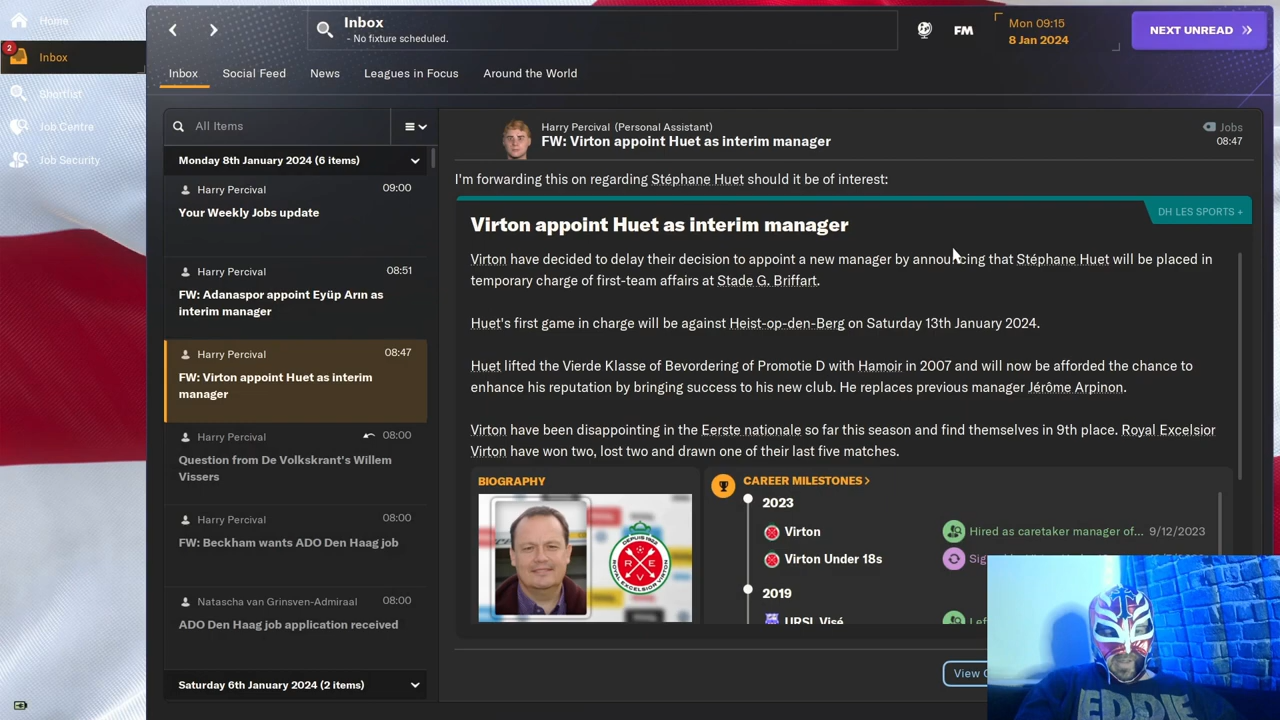 Home
2
Inbox
Shortlist
Job Centre
Job Security
Inbox
- No fixture scheduled.
FM
Mon 09:15
8 Jan 2024
NEXT UNREAD
Inbox
Social Feed
News
Leagues in Focus
Around the World
All Items
Monday 8th January 2024 (6 items)
Harry Percival
09:00
Your Weekly Jobs update
Harry Percival
08:51
FW: Adanaspor appoint Eyüp Arın as
interim manager
Harry Percival
08:47
FW: Virton appoint Huet as interim
manager
Harry Percival
08:00
Question from De Volkskrant's Willem
Vissers
Harry Percival
08:00
FW: Beckham wants ADO Den Haag job
Natascha van Grinsven-Admiraal
08:00
ADO Den Haag job application received
Saturday 6th January 2024 (2 items)
Harry Percival (Personal Assistant)
FW: Virton appoint Huet as interim manager
Jobs
08:47
I'm forwarding this on regarding Stéphane Huet should it be of interest:
DH LES SPORTS +
Virton appoint Huet as interim manager
Virton have decided to delay their decision to appoint a new manager by announcing that Stéphane Huet will be placed in
temporary charge of first-team affairs at Stade G. Briffart.
Huet's first game in charge will be against Heist-op-den-Berg on Saturday 13th January 2024.
Huet lifted the Vierde Klasse of Bevordering of Promotie D with Hamoir in 2007 and will now be afforded the chance to
enhance his reputation by bringing success to his new club. He replaces previous manager Jérôme Arpinon.
Virton have been disappointing in the Eerste nationale so far this season and find themselves in 9th place. Royal Excelsior
Virton have won two, lost two and drawn one of their last five matches.
BIOGRAPHY
CAREER MILESTONES
2023
Virton
Hired as caretaker manager of...
9/12/2023
Virton Under 18s
2019
URSL Visé
View
EDDIE